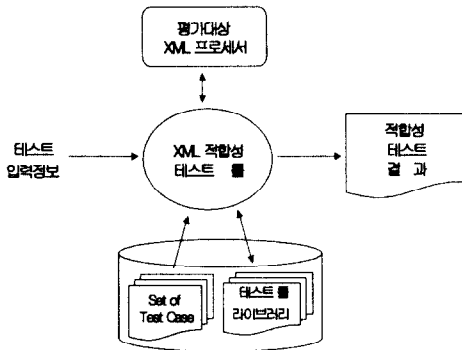 평가대상
XML 프로세서
테스트
입력정보
XML 적합성
테스트 툴
적합성
테스트
결 과
Set of
Test Case
테스트 툴
라이브러리